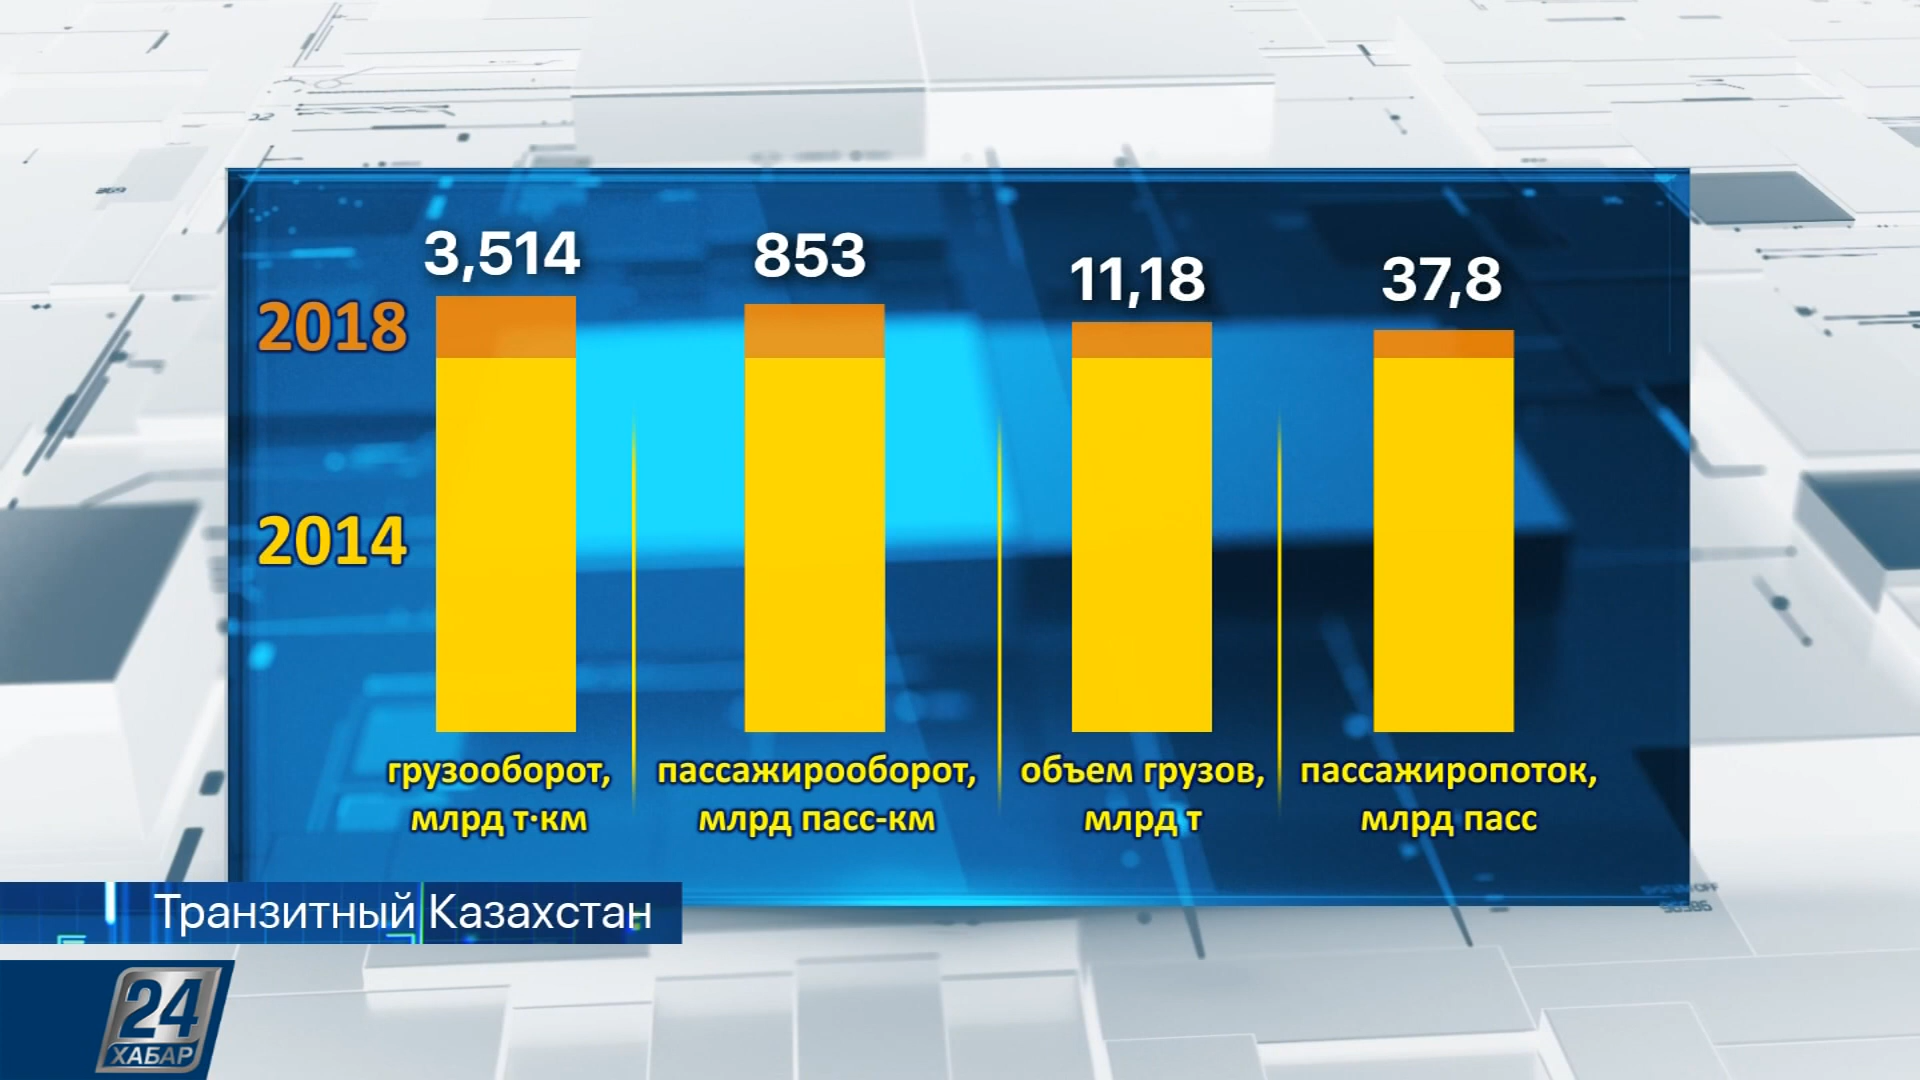 3,514
853
11,18
37,8
2018
2014
грузооборот,
млрд т·км
пассажирооборот,
млрд пасс-км
объем грузов,
млрд т
пассажиропоток,
млрд пасс
Транзитный Казахстан
24
ХАБАР